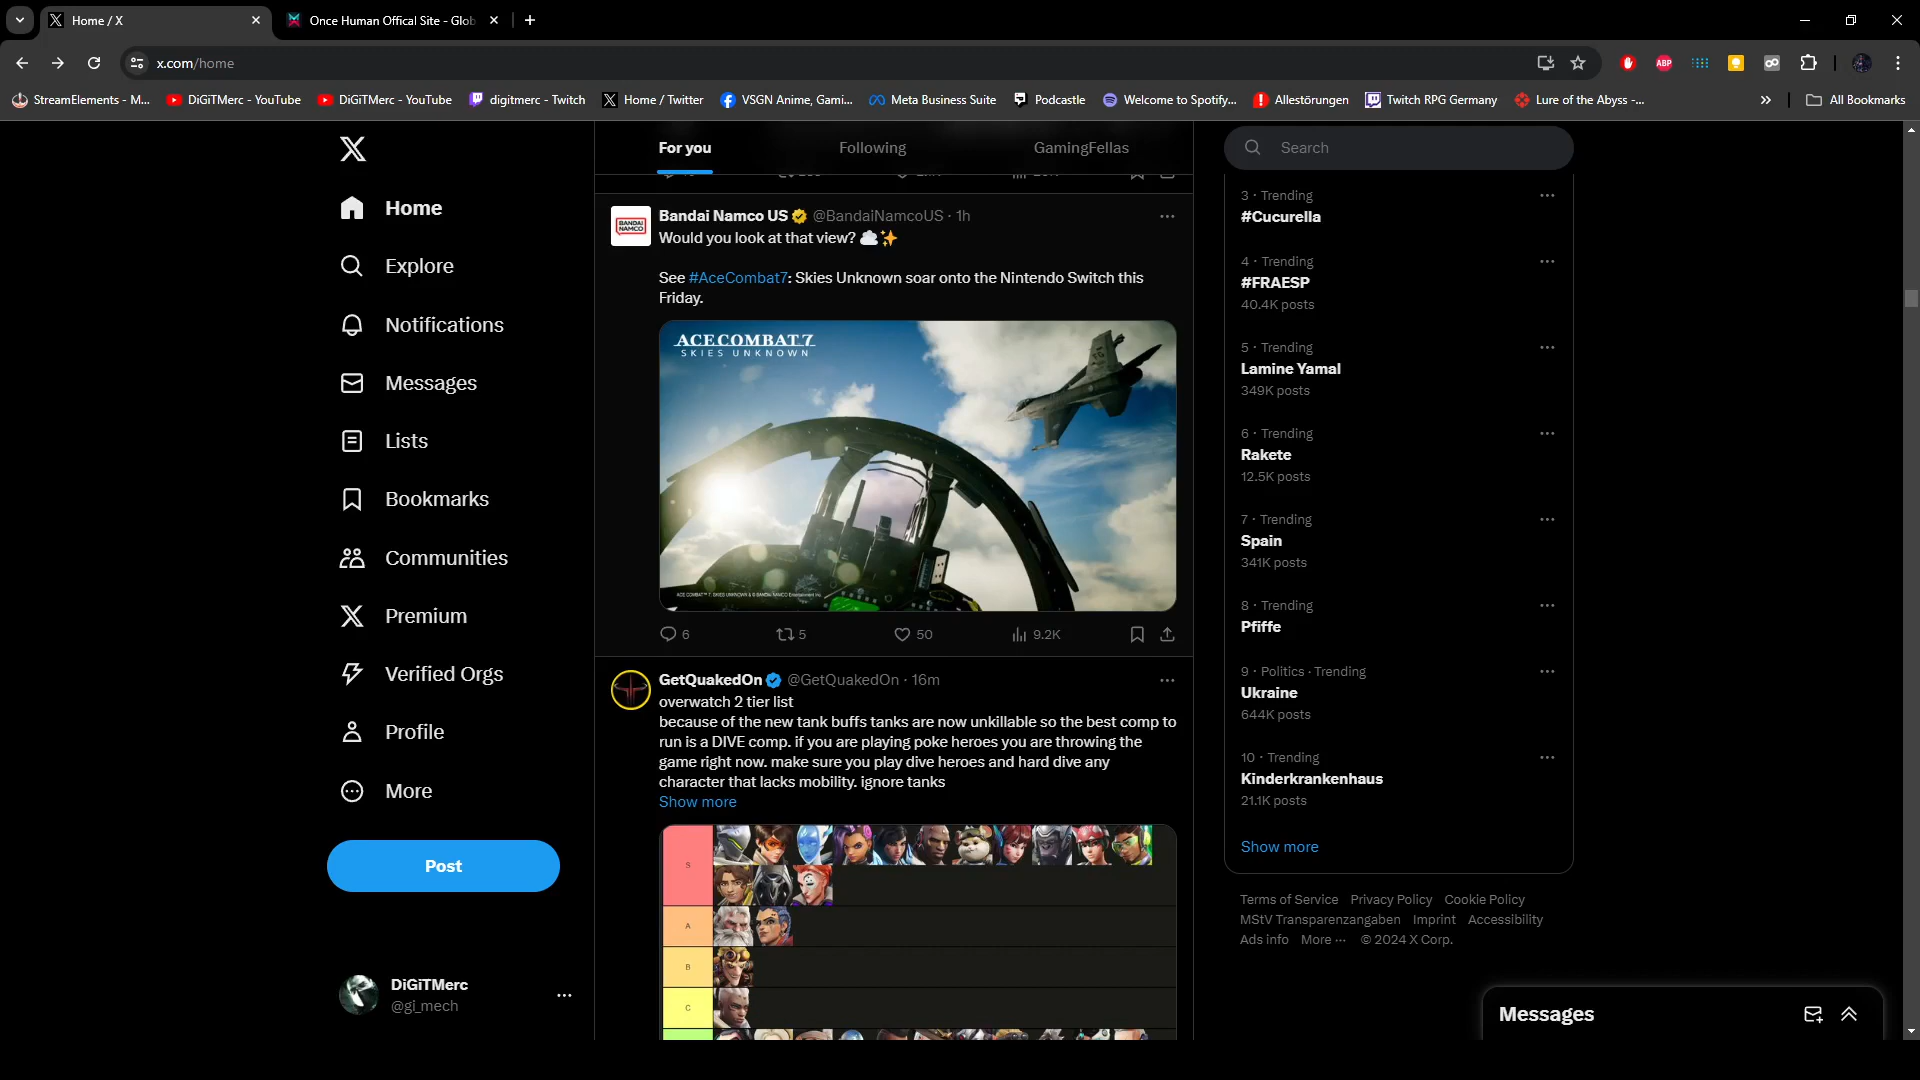 Home / X
Once Human Offical Site - Glob
x.com/home
StreamElements - M...
DiGiTMerc - YouTube
DiGiTMerc - YouTube
digitmerc - Twitch
Home / Twitter
VSGN Anime, Gami...
Meta Business Suite
Podcastle
Welcome to Spotify...
Allestörungen
Twitch RPG Germany
Lure of the Abyss -...
All Bookmarks
ABP
Home
Explore
Notifications
Messages
Lists
Bookmarks
Communities
Premium
Verified Orgs
Profile
More
Post
DiGiTMerc
@gi_mech
For you
Following
GamingFellas
BANDAI NAMCO
Bandai Namco US @BandaiNamcoUS · 1h
Would you look at that view? ☁️✨
See #AceCombat7: Skies Unknown soar onto the Nintendo Switch this
Friday.
ACE COMBAT 7
SKIES UNKNOWN
6
5
50
9.2K
GetQuakedOn @GetQuakedOn · 16m
overwatch 2 tier list
because of the new tank buffs tanks are now unkillable so the best comp to
run is a DIVE comp. if you are playing poke heroes you are throwing the
game right now. make sure you play dive heroes and hard dive any
character that lacks mobility. ignore tanks
Show more
S
A
B
C
Search
3 · Trending
#Cucurella
4 · Trending
#FRAESP
40.4K posts
5 · Trending
Lamine Yamal
349K posts
6 · Trending
Rakete
12.5K posts
7 · Trending
Spain
341K posts
8 · Trending
Pfiffe
9 · Politics · Trending
Ukraine
644K posts
10 · Trending
Kinderkrankenhaus
21.1K posts
Show more
Terms of Service Privacy Policy Cookie Policy
MStV Transparenzangaben Imprint Accessibility
Ads info More ··· © 2024 X Corp.
Messages